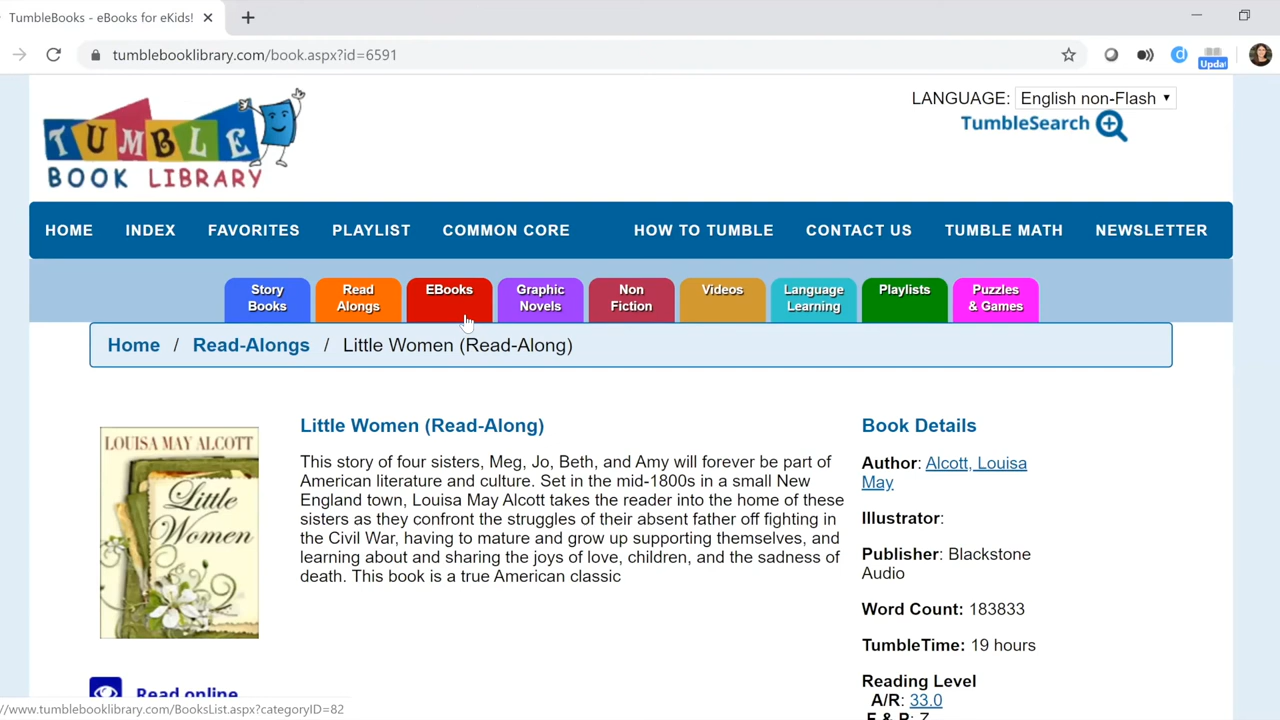 TumbleBooks - eBooks for eKids!
tumblebooklibrary.com/book.aspx?id=6591
d
Updat
LANGUAGE: English non-Flash
TumbleSearch
TUMBLE
BOOK LIBRARY
HOME INDEX FAVORITES PLAYLIST COMMON CORE HOW TO TUMBLE CONTACT US TUMBLE MATH NEWSLETTER
Story Books
Read Alongs
EBooks
Graphic Novels
Non Fiction
Videos
Language Learning
Playlists
Puzzles & Games
Home / Read-Alongs / Little Women (Read-Along)
LOUISA MAY ALCOTT
Little
Women
Little Women (Read-Along)
This story of four sisters, Meg, Jo, Beth, and Amy will forever be part of
American literature and culture. Set in the mid-1800s in a small New
England town, Louisa May Alcott takes the reader into the home of these
sisters as they confront the struggles of their absent father off fighting in
the Civil War, having to mature and grow up supporting themselves, and
learning about and sharing the joys of love, children, and the sadness of
death. This book is a true American classic
Book Details
Author: Alcott, Louisa
May
Illustrator:
Publisher: Blackstone
Audio
Word Count: 183833
TumbleTime: 19 hours
Reading Level
A/R: 33.0
F & P: Z
Read online
//www.tumblebooklibrary.com/BooksList.aspx?categoryID=82